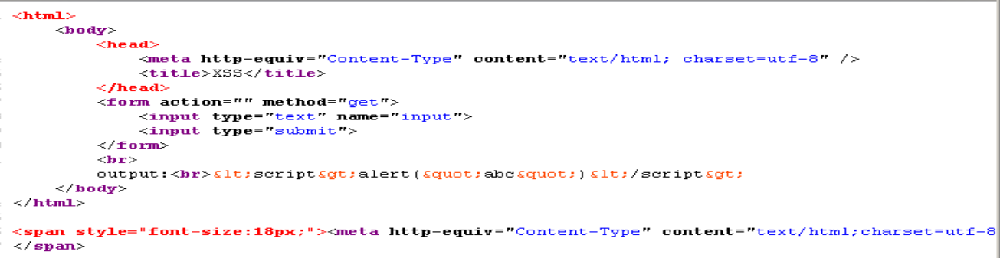 <html>
<body>
<head>
<meta http-equiv="Content-Type" content="text/html; charset=utf-8" />
<title>XSS</title>
</head>
<form action="" method="get">
<input type="text" name="input">
<input type="submit">
</form>
<br>
output:<br>&lt;script&gt;alert(&quot;abc&quot;)&lt;/script&gt;
</body>
</html>
<span style="font-size:18px;"><meta http-equiv="Content-Type" content="text/html;charset=utf-8
</span>